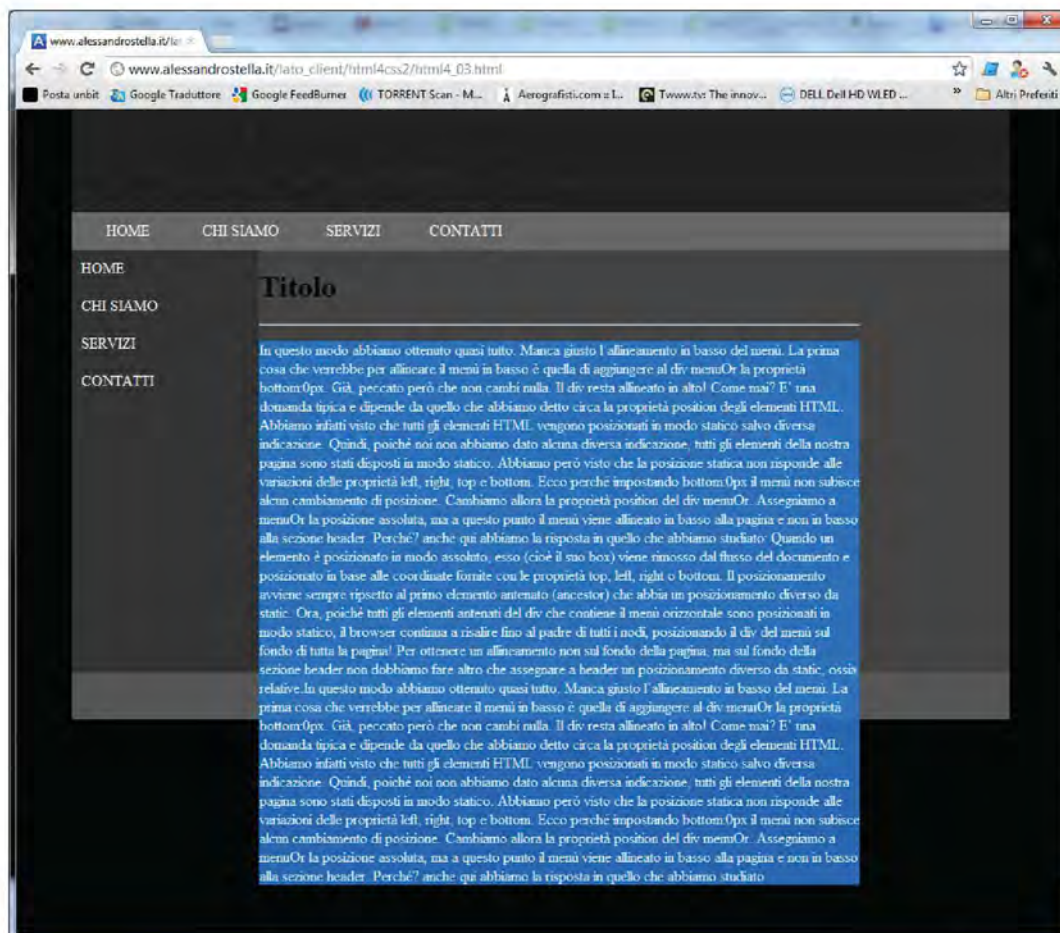 www.alessandrostella.it/lat
www.alessandrostella.it/lato_client/html4css2/html4_03.html
Posta unbit Google Traduttore Google FeedBurner TORRENT Scan - M... Aerografisti.com :: L... Twww.tv: The innov... DELL Dell HD WLED ... » Altri Preferiti
HOME CHI SIAMO SERVIZI CONTATTI
HOME
CHI SIAMO
SERVIZI
CONTATTI
Titolo
In questo modo abbiamo ottenuto quasi tutto. Manca giusto l'allineamento in basso del menù. La prima
cosa che verrebbe per allineare il menù in basso è quella di aggiungere al div menuOr la proprietà
bottom:0px. Già, peccato però che non cambi nulla. Il div resta allineato in alto! Come mai? E' una
domanda tipica e dipende da quello che abbiamo detto circa la proprietà position degli elementi HTML.
Abbiamo infatti visto che tutti gli elementi HTML vengono posizionati in modo statico salvo diversa
indicazione. Quindi, poiché noi non abbiamo dato alcuna diversa indicazione, tutti gli elementi della nostra
pagina sono stati disposti in modo statico. Abbiamo però visto che la posizione statica non risponde alle
variazioni delle proprietà left, right, top e bottom. Ecco perché impostando bottom:0px il menù non subisce
alcun cambiamento di posizione. Cambiamo allora la proprietà position del div menuOr. Assegniamo a
menuOr la posizione assoluta, ma a questo punto il menù viene allineato in basso alla pagina e non in basso
alla sezione header. Perché? anche qui abbiamo la risposta in quello che abbiamo studiato: Quando un
elemento è posizionato in modo assoluto, esso (cioè il suo box) viene rimosso dal flusso del documento e
posizionato in base alle coordinate fornite con le proprietà top, left, right o bottom. Il posizionamento
avviene sempre ripsetto al primo elemento antenato (ancestor) che abbia un posizionamento diverso da
static. Ora, poiché tutti gli elementi antenati del div che contiene il menù orizzontale sono posizionati in
modo statico, il browser continua a risalire fino al padre di tutti i nodi, posizionando il div del menù sul
fondo di tutta la pagina! Per ottenere un allineamento non sul fondo della pagina, ma sul fondo della
sezione header non dobbiamo fare altro che assegnare a header un posizionamento diverso da static, ossia
relative.In questo modo abbiamo ottenuto quasi tutto. Manca giusto l'allineamento in basso del menù. La
prima cosa che verrebbe per allineare il menù in basso è quella di aggiungere al div menuOr la proprietà
bottom:0px. Già, peccato però che non cambi nulla. Il div resta allineato in alto! Come mai? E' una
domanda tipica e dipende da quello che abbiamo detto circa la proprietà position degli elementi HTML.
Abbiamo infatti visto che tutti gli elementi HTML vengono posizionati in modo statico salvo diversa
indicazione. Quindi, poiché noi non abbiamo dato alcuna diversa indicazione, tutti gli elementi della nostra
pagina sono stati disposti in modo statico. Abbiamo però visto che la posizione statica non risponde alle
variazioni delle proprietà left, right, top e bottom. Ecco perché impostando bottom:0px il menù non subisce
alcun cambiamento di posizione. Cambiamo allora la proprietà position del div menuOr. Assegniamo a
menuOr la posizione assoluta, ma a questo punto il menù viene allineato in basso alla pagina e non in basso
alla sezione header. Perché? anche qui abbiamo la risposta in quello che abbiamo studiato